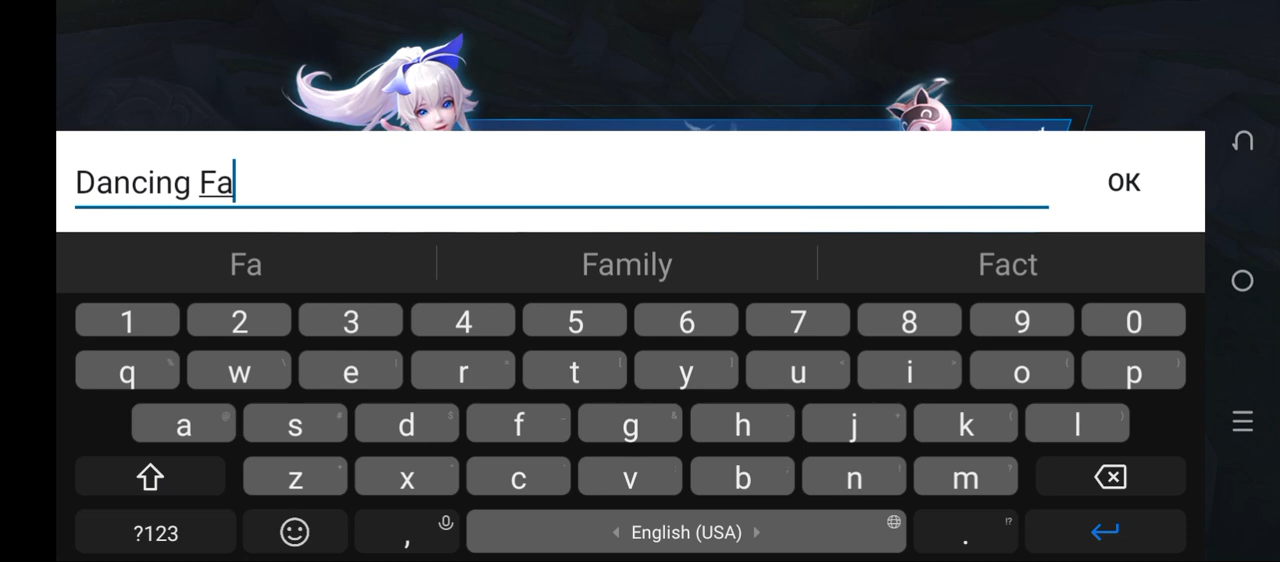 Dancing Fa
OK
Fa Family Fact
1 2 3 4 5 6 7 8 9 0
q w e r t y u i o p
a s d f g h j k l
z x c v b n m
?123 , English (USA) . !?